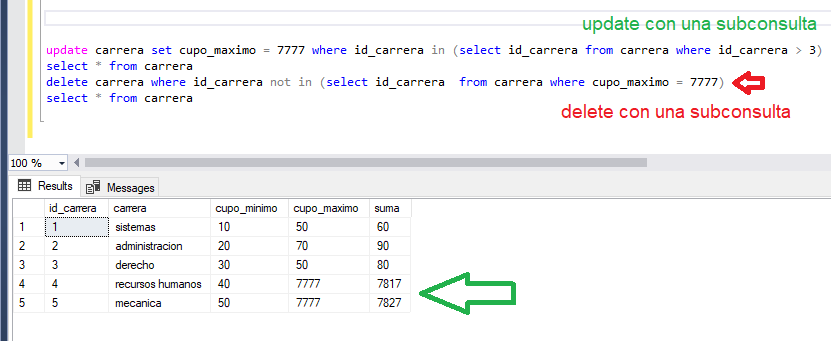 update con una subconsulta
update carrera set cupo_maximo = 7777 where id_carrera in (select id_carrera from carrera where id_carrera > 3)
select * from carrera
delete carrera where id_carrera not in (select id_carrera  from carrera where cupo_maximo = 7777)
select * from carrera
delete con una subconsulta
100 %
Results Messages
id_carrera carrera cupo_minimo cupo_maximo suma
1 1 sistemas 10 50 60
2 2 administracion 20 70 90
3 3 derecho 30 50 80
4 4 recursos humanos 40 7777 7817
5 5 mecanica 50 7777 7827